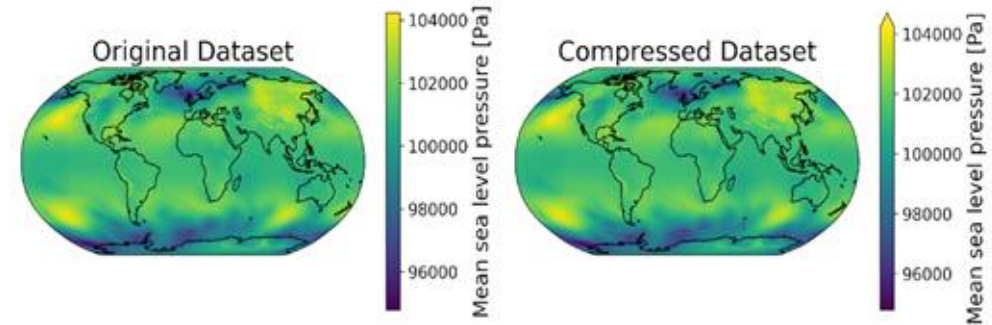 Original Dataset
104000
102000
100000
98000
96000
Mean sea level pressure [Pa]
Compressed Dataset
104000
102000
100000
98000
96000
Mean sea level pressure [Pa]